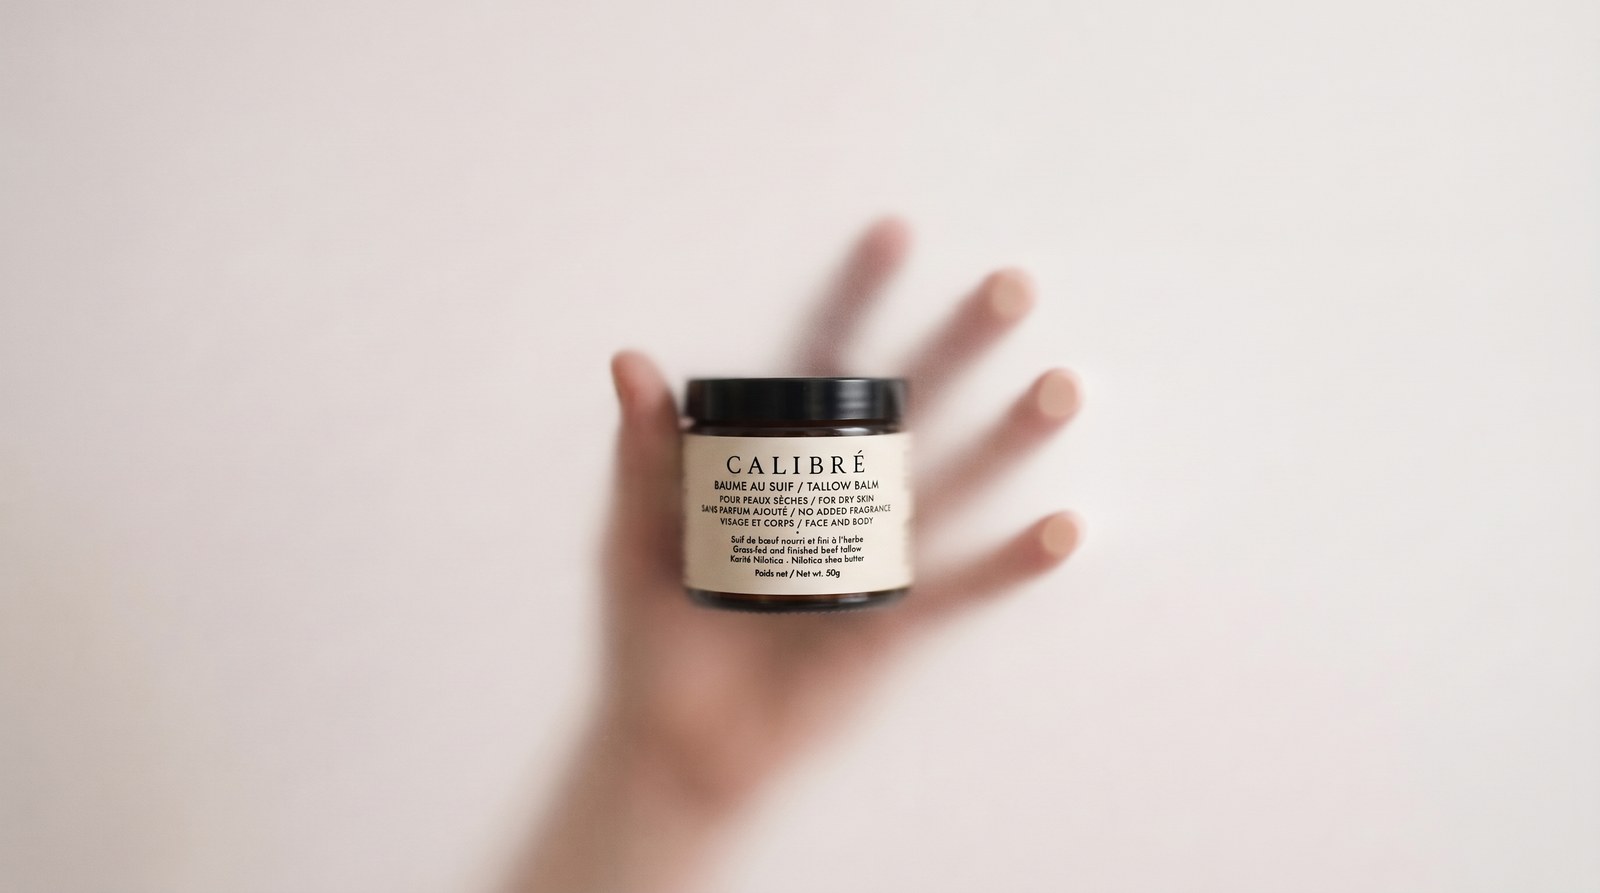 CALIBRÉ
BAUME AU SUIF / TALLOW BALM
POUR PEAUX SÈCHES / FOR DRY SKIN
SANS PARFUM AJOUTÉ / NO ADDED FRAGRANCE
VISAGE ET CORPS / FACE AND BODY
Suif de bœuf nourri et fini à l'herbe
Grass-fed and finished beef tallow
Karité Nilotica . Nilotica shea butter
Poids net / Net wt. 50g